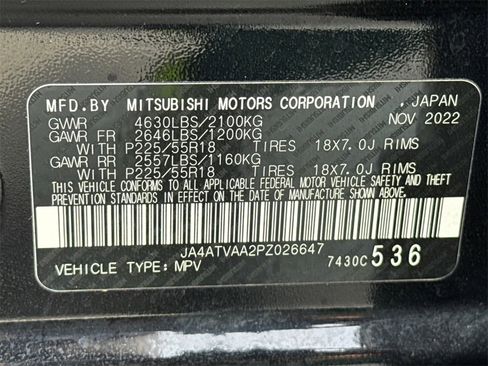 MFD.BY MITSUBISHI MOTORS CORPORATION , JAPAN
GVWR 4630LBS/2100KG NOV 2022
GAWR FR 2646LBS/1200KG
WITH P225/55R18 TIRES 18X7.0J RIMS
GAWR RR 2557LBS/1160KG
WITH P225/55R18 TIRES 18X7.0J RIMS
THIS VEHICLE CONFORMS TO ALL APPLICABLE FEDERAL MOTOR VEHICLE SAFETY, BUMPER, AND THEFT
PREVENTION STANDARDS IN EFFECT ON THE DATE OF MANUFACTURE SHOWN ABOVE.
JA4ATVAA2PZ026647
VEHICLE TYPE: MPV 7430C 536